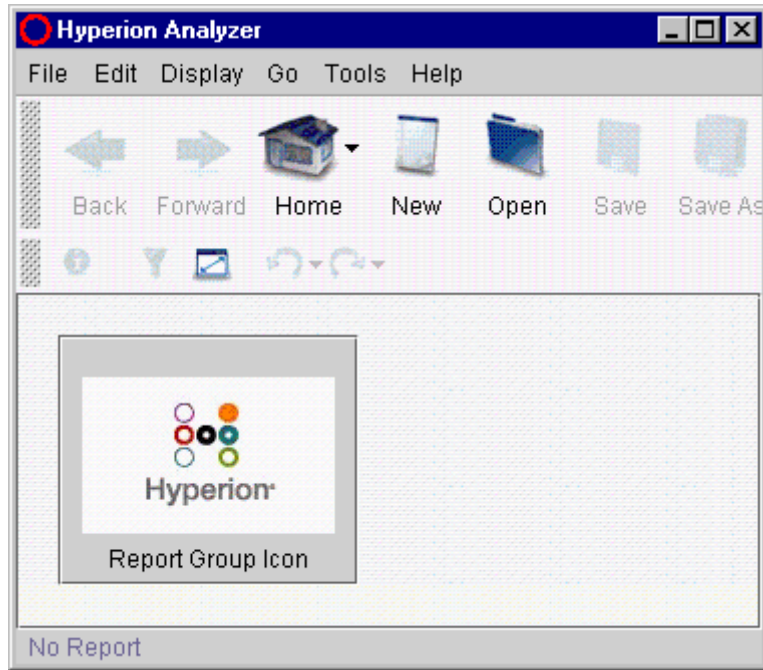 Hyperion Analyzer
File Edit Display Go Tools Help
Back Forward Home New Open Save Save As
Hyperion
Report Group Icon
No Report